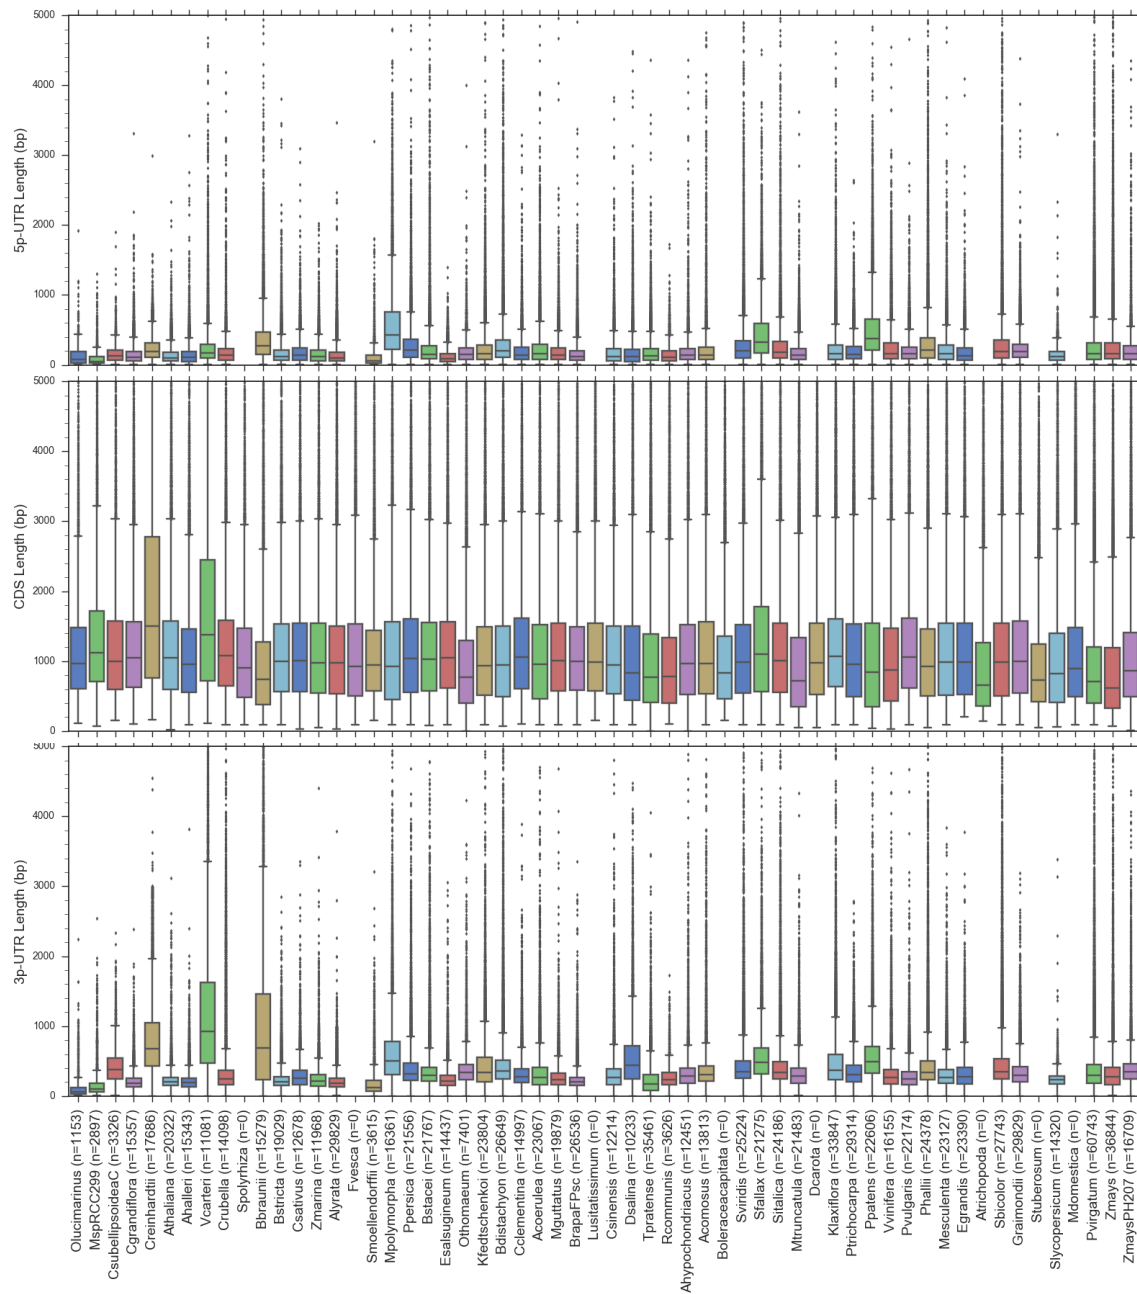 5000
4000
3000
2000
1000
0
5p-UTR Length (bp)
5000
4000
3000
2000
1000
0
CDS Length (bp)
5000
4000
3000
2000
1000
0
3p-UTR Length (bp)
Olucimarinus (n=1153)
MspRCC299 (n=2897)
CsubellipsoideaC (n=3326)
Cgrandiflora (n=15357)
Creinhardtii (n=17686)
Athaliana (n=20322)
Ahalleri (n=15343)
Vcarteri (n=11081)
Crubella (n=14098)
Spolyrhiza (n=0)
Bbraunii (n=15279)
Bstricta (n=19029)
Csativus (n=12678)
Zmarina (n=11968)
Alyrata (n=29829)
Fvesca (n=0)
Smoellendorffii (n=3615)
Mpolymorpha (n=16361)
Ppersica (n=21556)
Bstacei (n=21767)
Esalsugineum (n=14437)
Othomaeum (n=7401)
Kfedtschenkoi (n=23804)
Bdistachyon (n=26649)
Cclementina (n=14997)
Acoerulea (n=23067)
Mguttatus (n=19879)
BrapaFPsc (n=26536)
Lusitatissimum (n=0)
Csinensis (n=12214)
Dsalina (n=10233)
Tpratense (n=35461)
Rcommunis (n=3626)
Ahypochondriacus (n=12451)
Acomosus (n=13813)
Boleraceacapitata (n=0)
Sviridis (n=25224)
Sfallax (n=21275)
Sitalica (n=24186)
Mtruncatula (n=21483)
Dcarota (n=0)
Klaxiflora (n=33847)
Ptrichocarpa (n=29314)
Ppatens (n=22606)
Vvinifera (n=16155)
Pvulgaris (n=22174)
Phallii (n=24378)
Mesculenta (n=23127)
Egrandis (n=23390)
Atrichopoda (n=0)
Sbicolor (n=27743)
Graimondii (n=29829)
Stuberosum (n=0)
Slycopersicum (n=14320)
Mdomestica (n=0)
Pvirgatum (n=60743)
Zmays (n=36844)
ZmaysPH207 (n=16709)